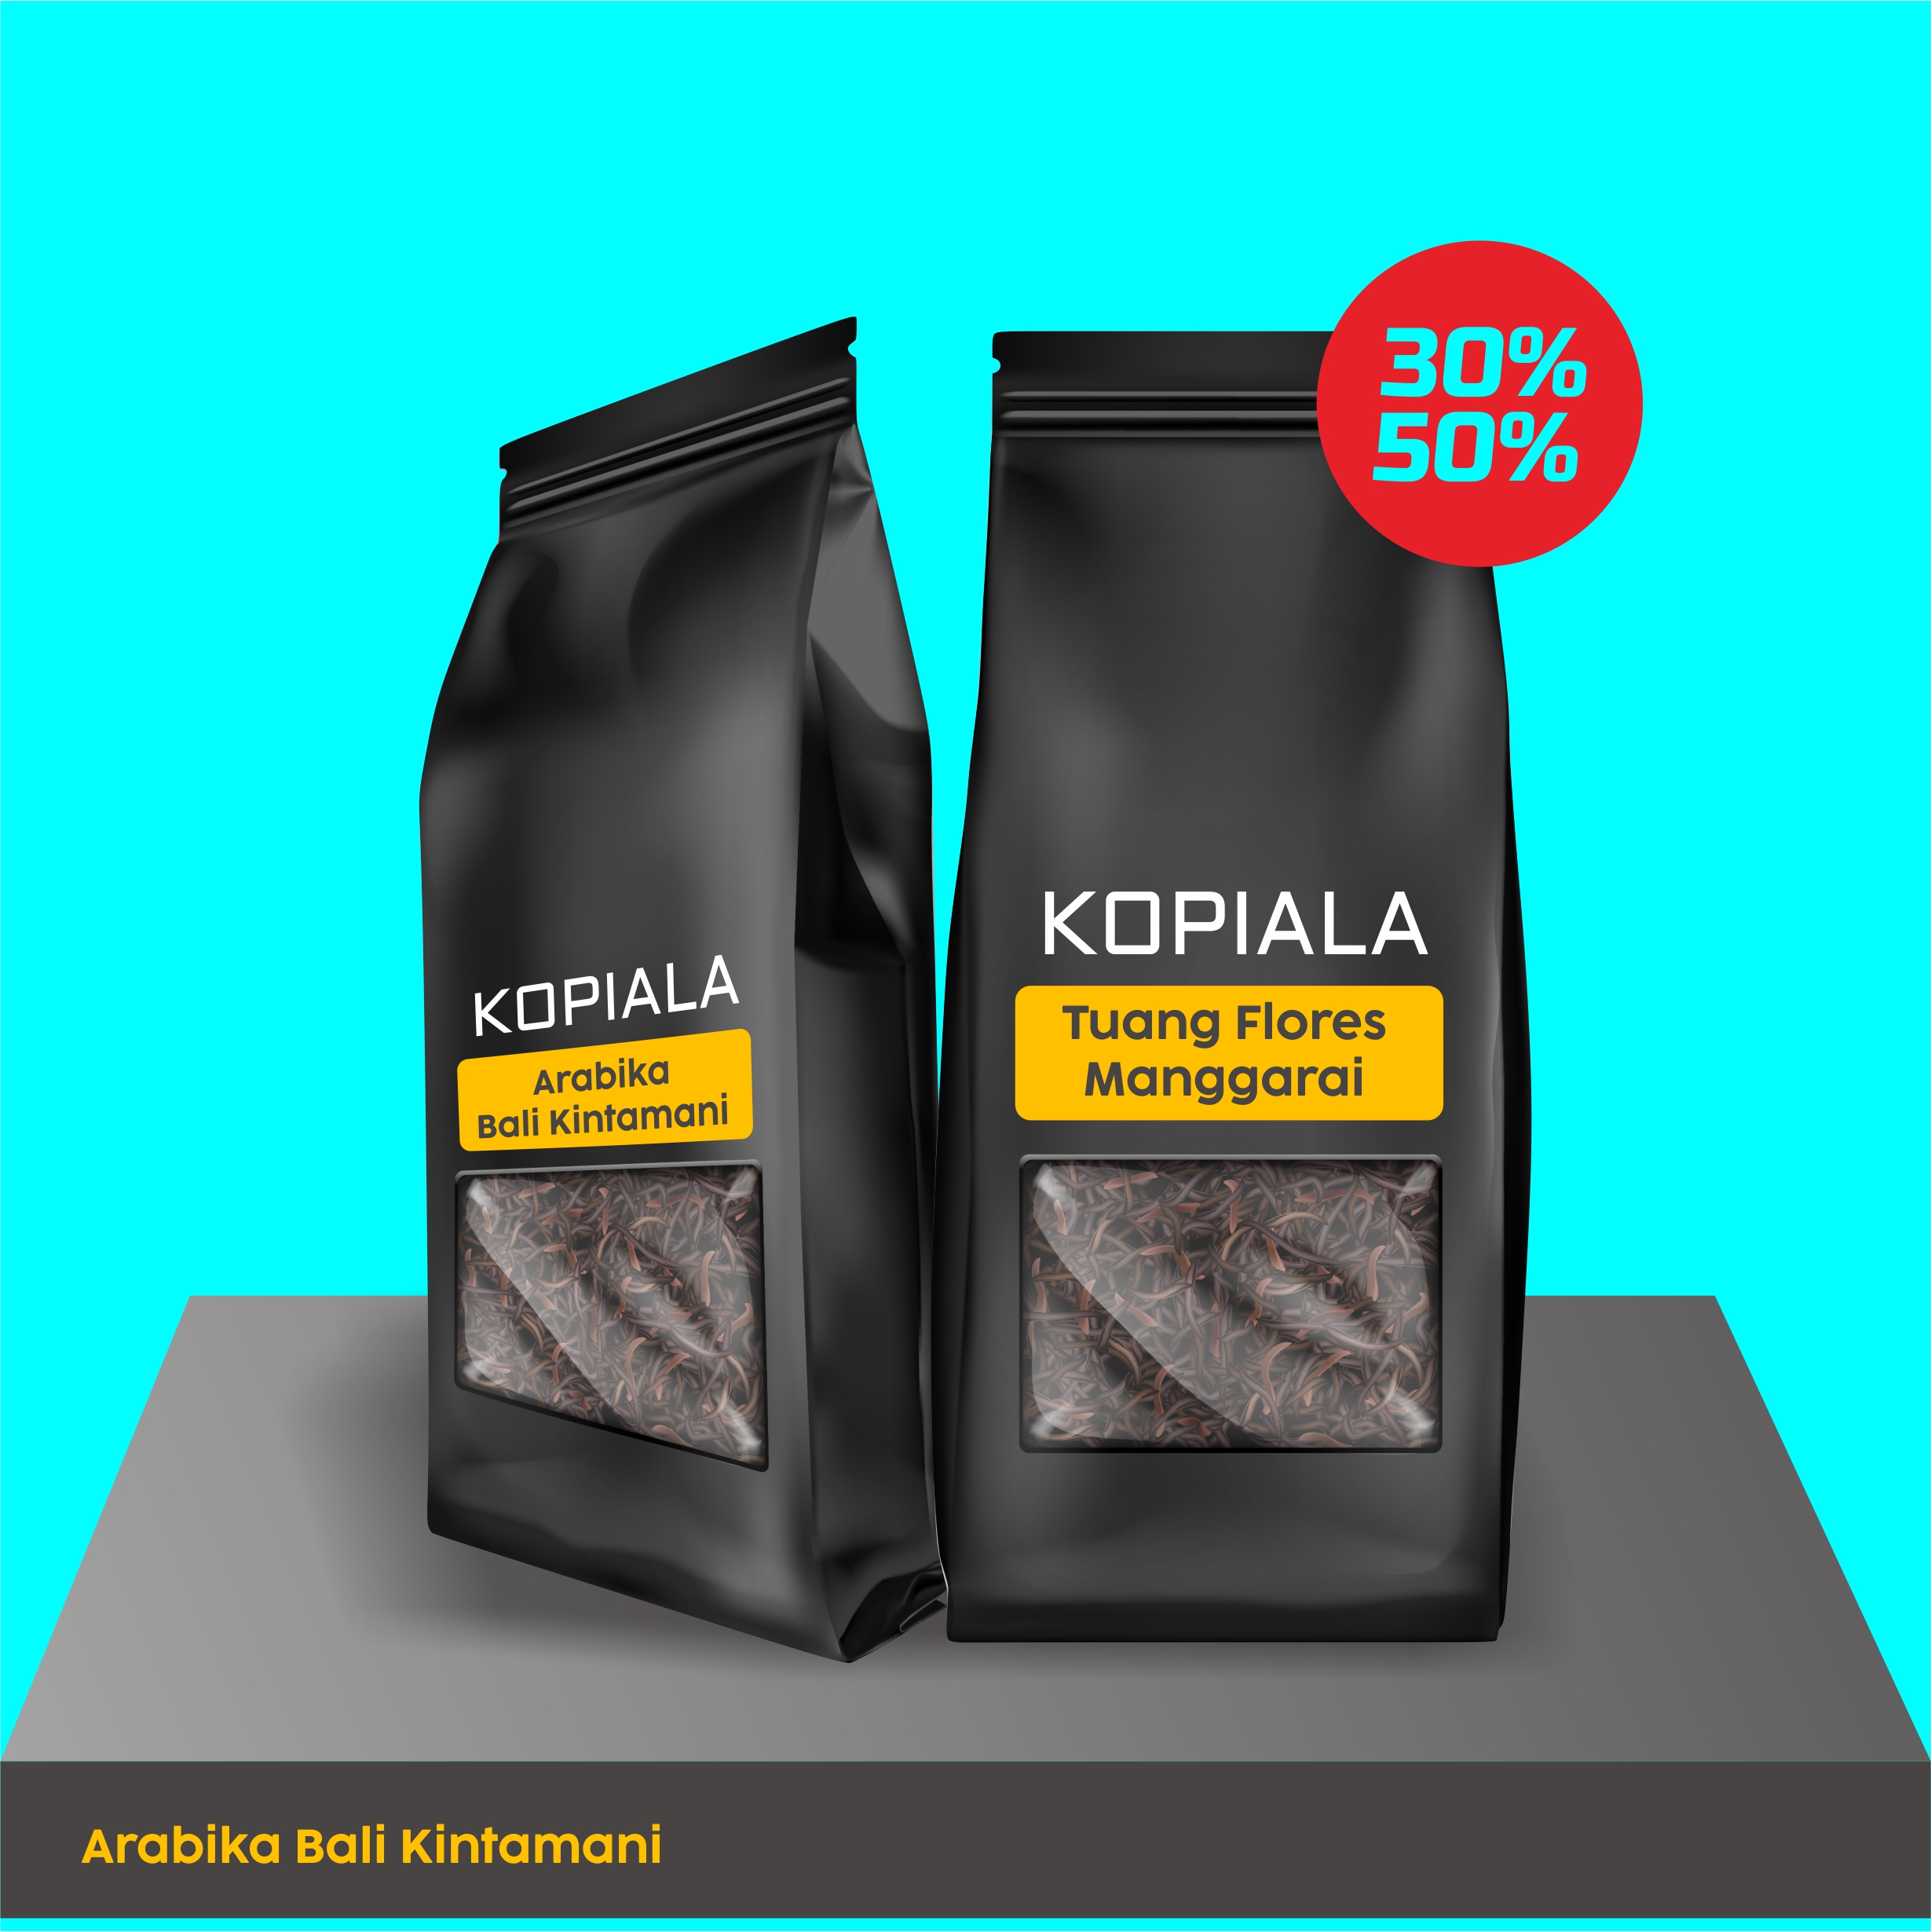 30%
50%
KOPIALA
Arabika
Bali Kintamani
KOPIALA
Tuang Flores
Manggarai
Arabika Bali Kintamani